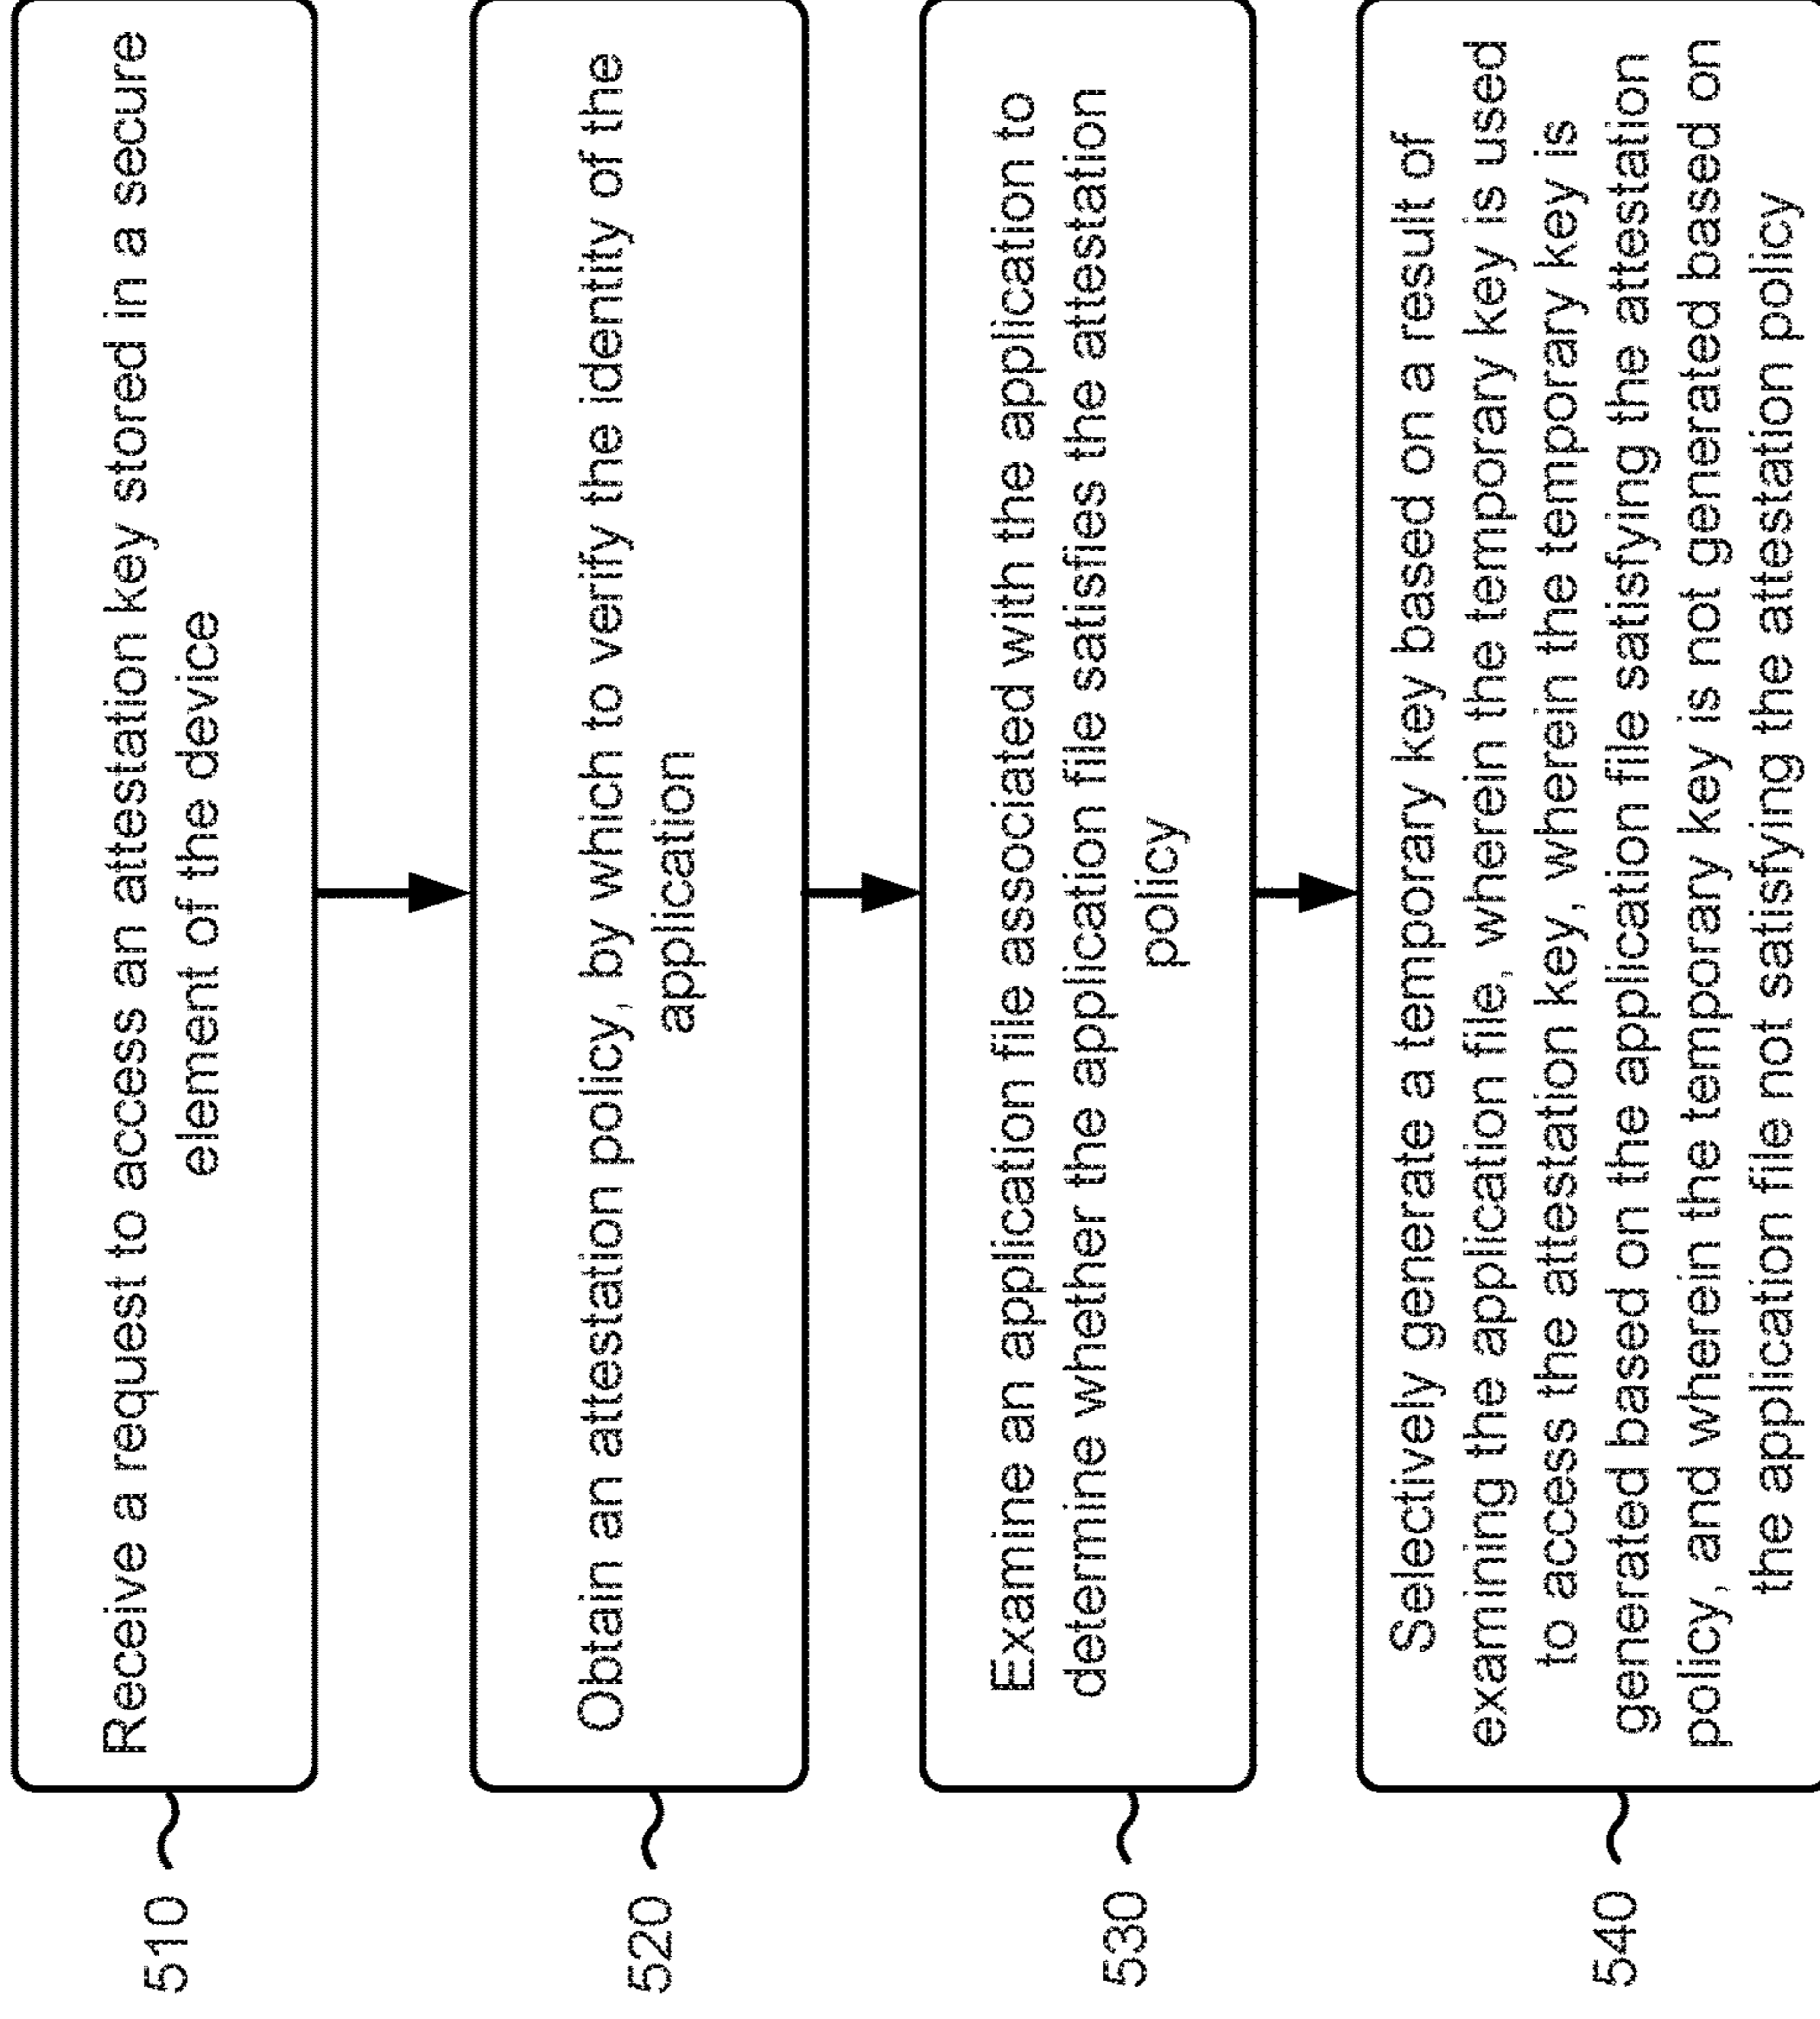 510
Receive a request to access an attestation key stored in a secure
element of the device
520
Obtain an attestation policy, by which to verify the identity of the
application
530
Examine an application file associated with the application to
determine whether the application file satisfies the attestation
policy
540
Selectively generate a temporary key based on a result of
examining the application file, wherein the temporary key is used
to access the attestation key, wherein the temporary key is
generated based on the application file satisfying the attestation
policy, and wherein the temporary key is not generated based on
the application file not satisfying the attestation policy